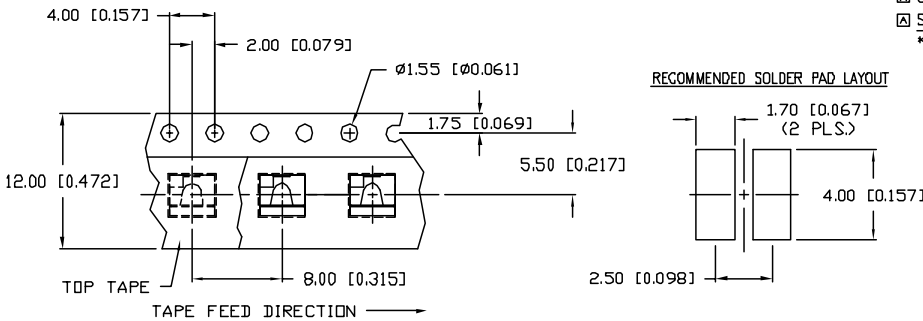 4.00 [0.157]
2.00 [0.079]
Ø1.55 [Ø0.061]
1.75 [0.069]
5.50 [0.217]
12.00 [0.472]
8.00 [0.315]
TOP TAPE
TAPE FEED DIRECTION
RECOMMENDED SOLDER PAD LAYOUT
1.70 [0.067]
(2 PLS.)
4.00 [0.157]
2.50 [0.098]
A S
*